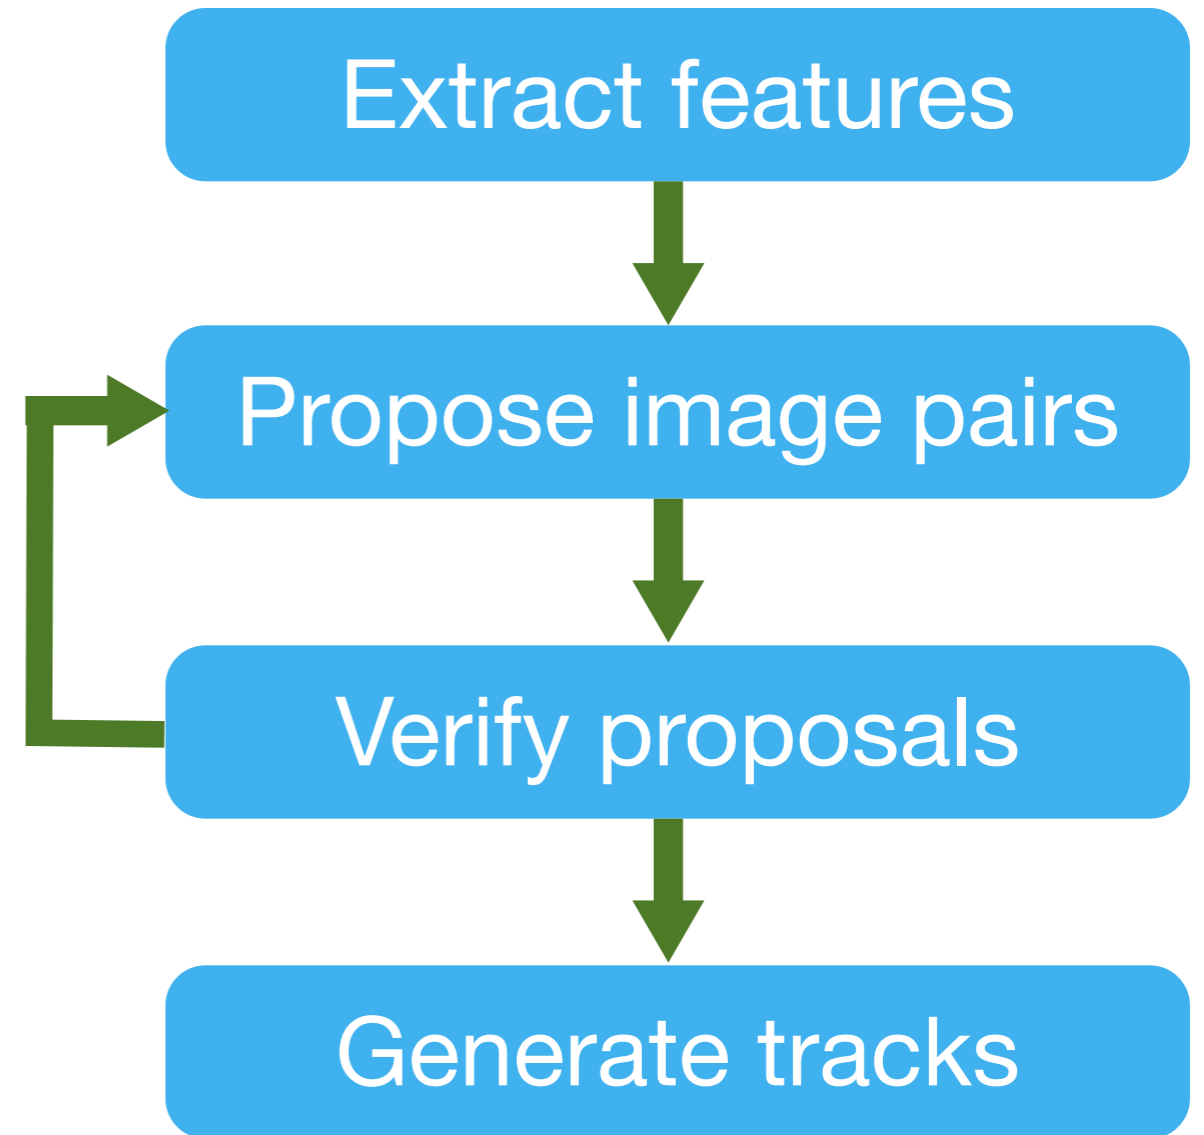 Extract features
Propose image pairs
Verify proposals
Generate tracks